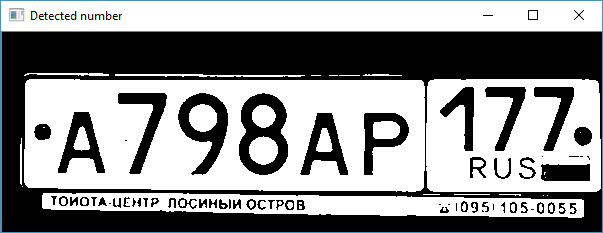 Detected number
А798АР 177
RUS
ТОЙОТА-ЦЕНТР ЛОСИНЫЙ ОСТРОВ ☎(095) 105-0055